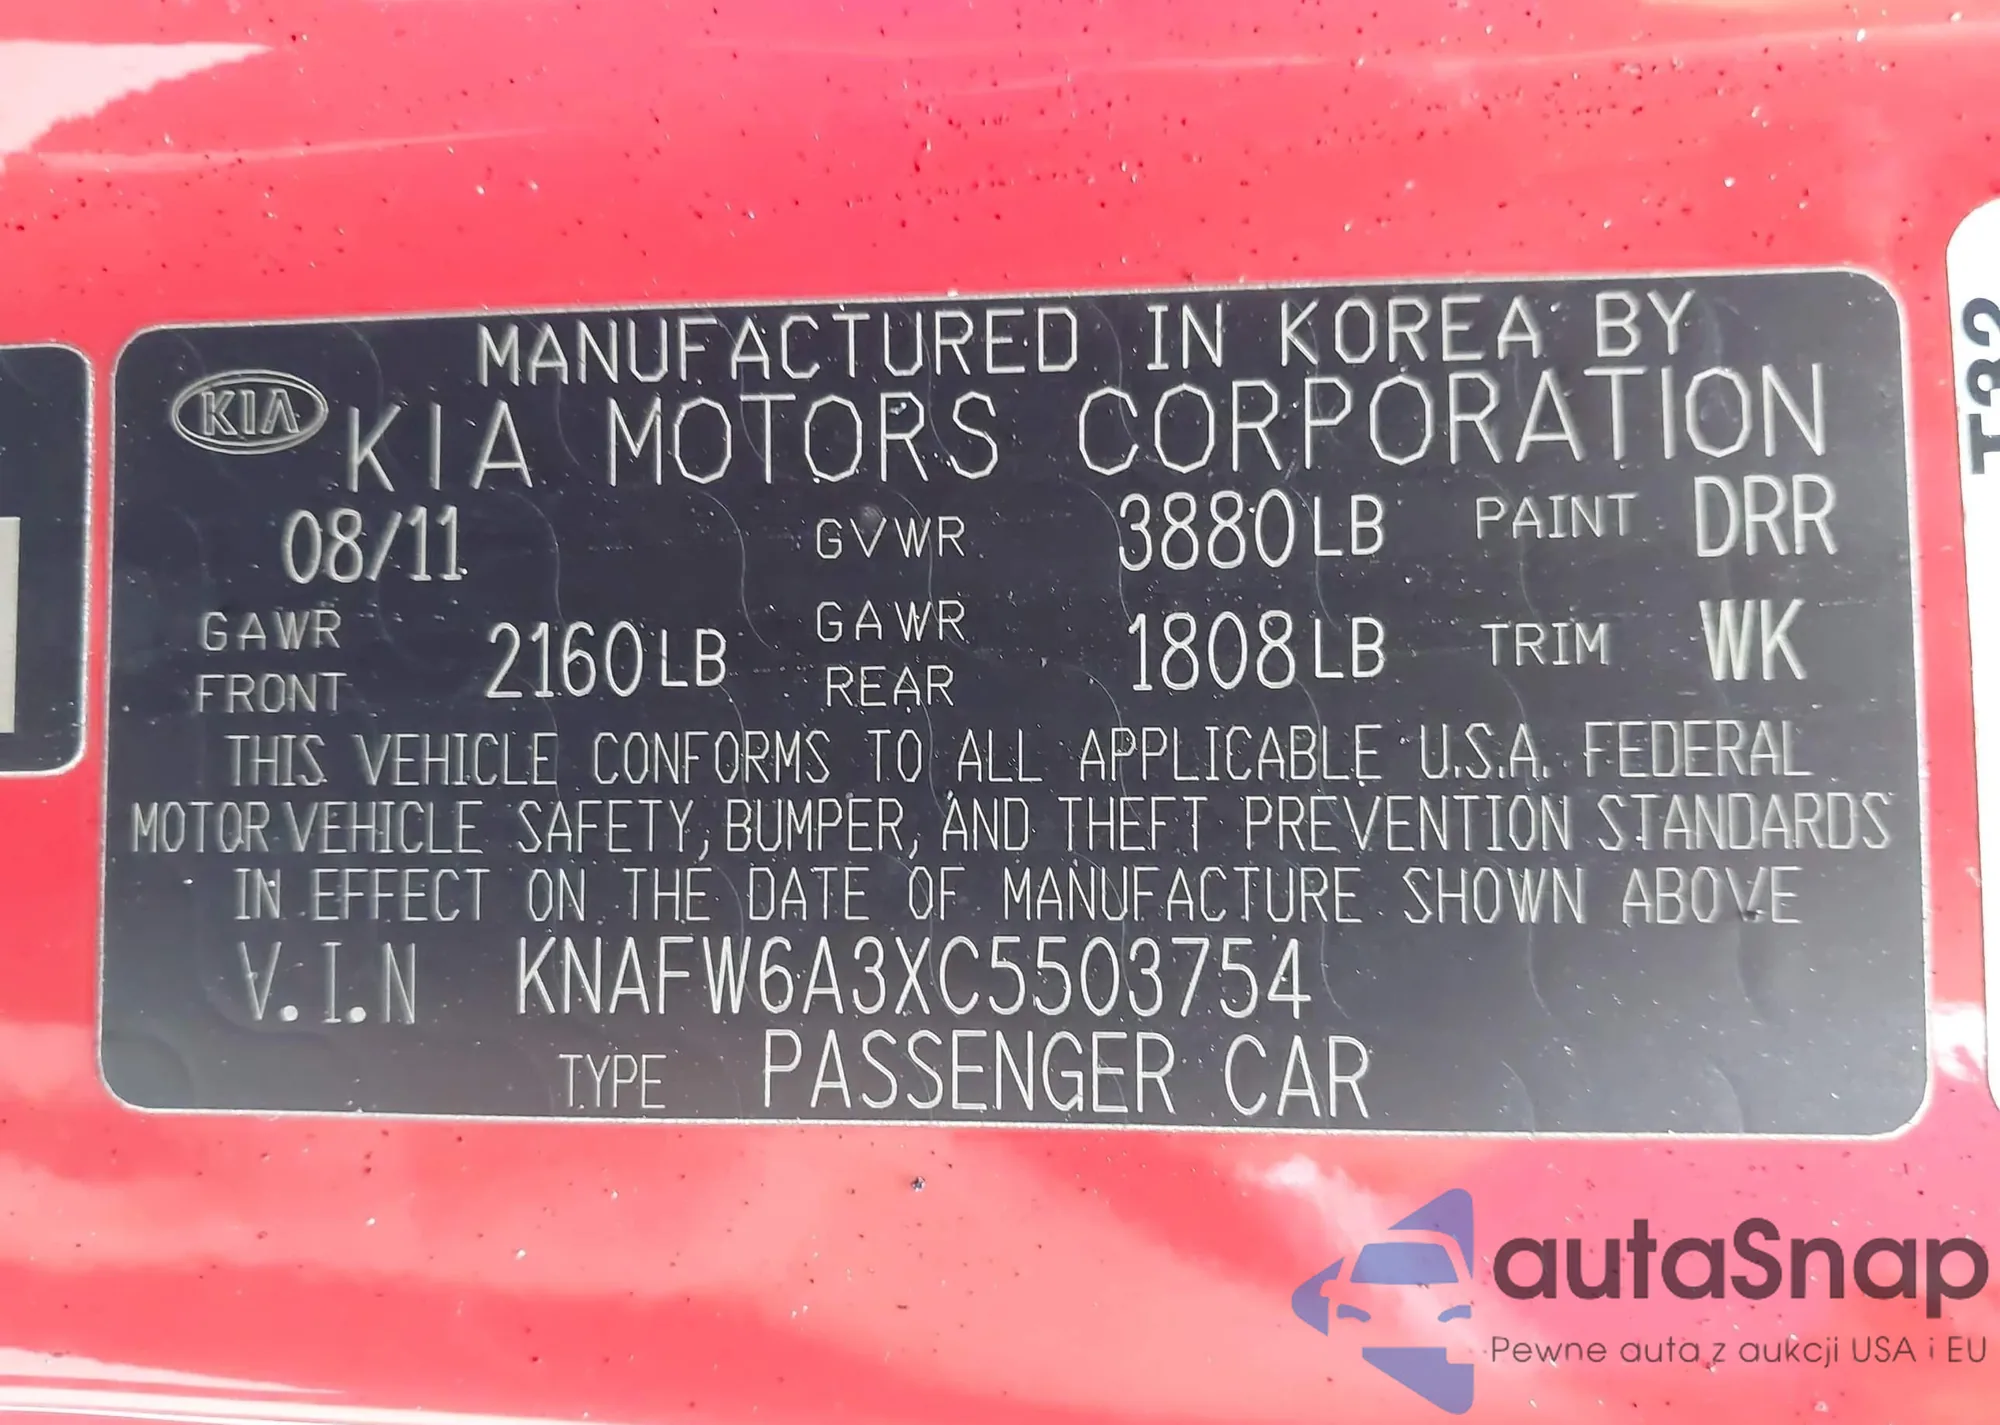 MANUFACTURED IN KOREA BY
KIA
KIA MOTORS CORPORATION
08/11 GVWR 3880LB PAINT DRR
GAWR FRONT 2160LB GAWR REAR 1808LB TRIM WK
THIS VEHICLE CONFORMS TO ALL APPLICABLE U.S.A. FEDERAL
MOTOR VEHICLE SAFETY, BUMPER, AND THEFT PREVENTION STANDARDS
IN EFFECT ON THE DATE OF MANUFACTURE SHOWN ABOVE
V.I.N KNAFW6A3XC5503754
TYPE PASSENGER CAR
autaSnap
Pewne auta z aukcji USA i EU